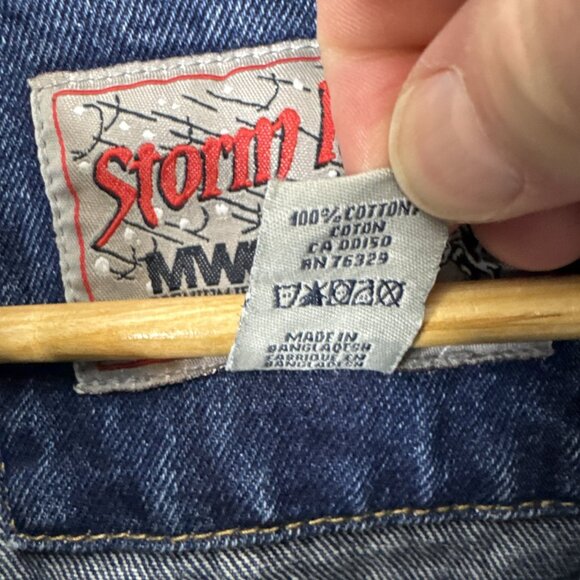 Storm
MW
100% COTTON
COTON
CA 00150
RN 76329
MADE IN
BANGLADESH
FABRIQUE EN
BANGLADESH